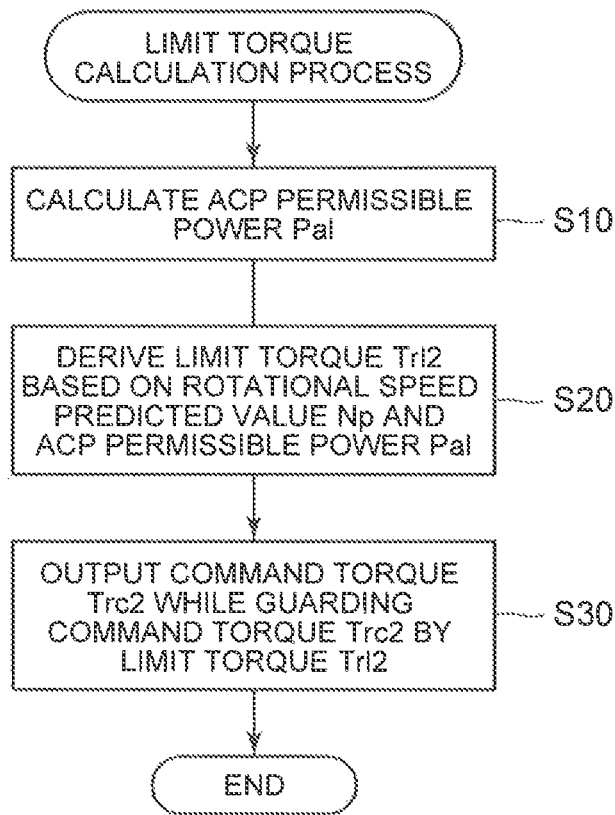 LIMIT TORQUE
CALCULATION PROCESS
CALCULATE ACP PERMISSIBLE
POWER Pal
S10
DERIVE LIMIT TORQUE Trl2
BASED ON ROTATIONAL SPEED
PREDICTED VALUE Np AND
ACP PERMISSIBLE POWER Pal
S20
OUTPUT COMMAND TORQUE
Trc2 WHILE GUARDING
COMMAND TORQUE Trc2 BY
LIMIT TORQUE Trl2
S30
END